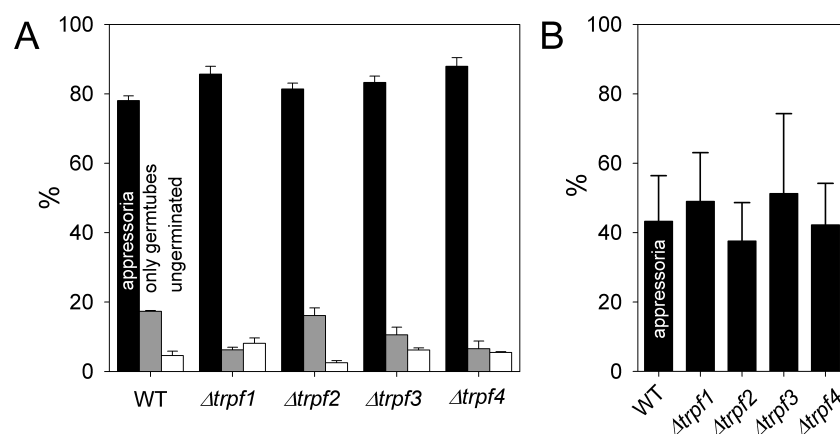 A
100
80
60
40
20
0
%
appressoria
only germtubes
ungerminated
WT
Δtrpf1
Δtrpf2
Δtrpf3
Δtrpf4
B
100
80
60
40
20
0
%
appressoria
WT
Δtrpf1
Δtrpf2
Δtrpf3
Δtrpf4